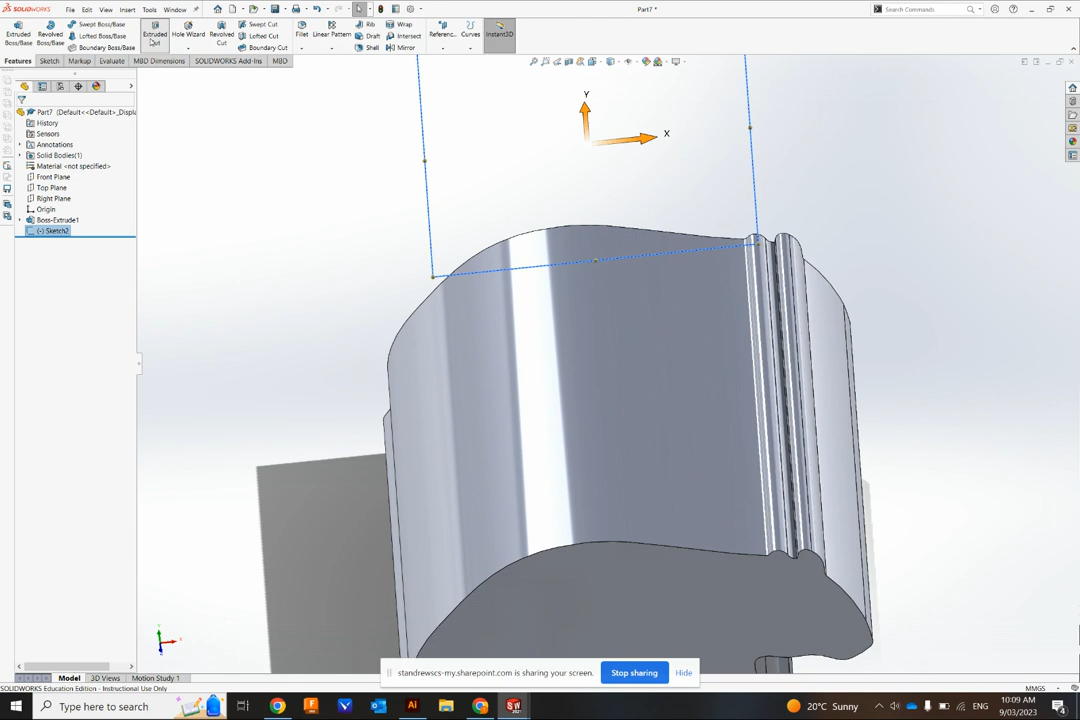 SOLIDWORKS File Edit View Insert Tools Window Part7 * Search Commands
Extruded Boss/Base
Revolved Boss/Base
Swept Boss/Base
Lofted Boss/Base
Boundary Boss/Base
Extruded Cut
Hole Wizard
Revolved Cut
Swept Cut
Lofted Cut
Boundary Cut
Fillet
Linear Pattern
Rib
Draft
Shell
Wrap
Intersect
Mirror
Referenc...
Curves
Instant3D
Features Sketch Markup Evaluate MBD Dimensions SOLIDWORKS Add-Ins MBD
Part7 (Default<<Default>_Displa
History
Sensors
Annotations
Solid Bodies(1)
Material <not specified>
Front Plane
Top Plane
Right Plane
Origin
Boss-Extrude1
(-) Sketch2
Y
X
standrewscs-my.sharepoint.com is sharing your screen. Stop sharing Hide
Model 3D Views Motion Study 1
SOLIDWORKS Education Edition - Instructional Use Only MMGS
Type here to search 20°C Sunny ENG 10:09 AM
9/03/2023